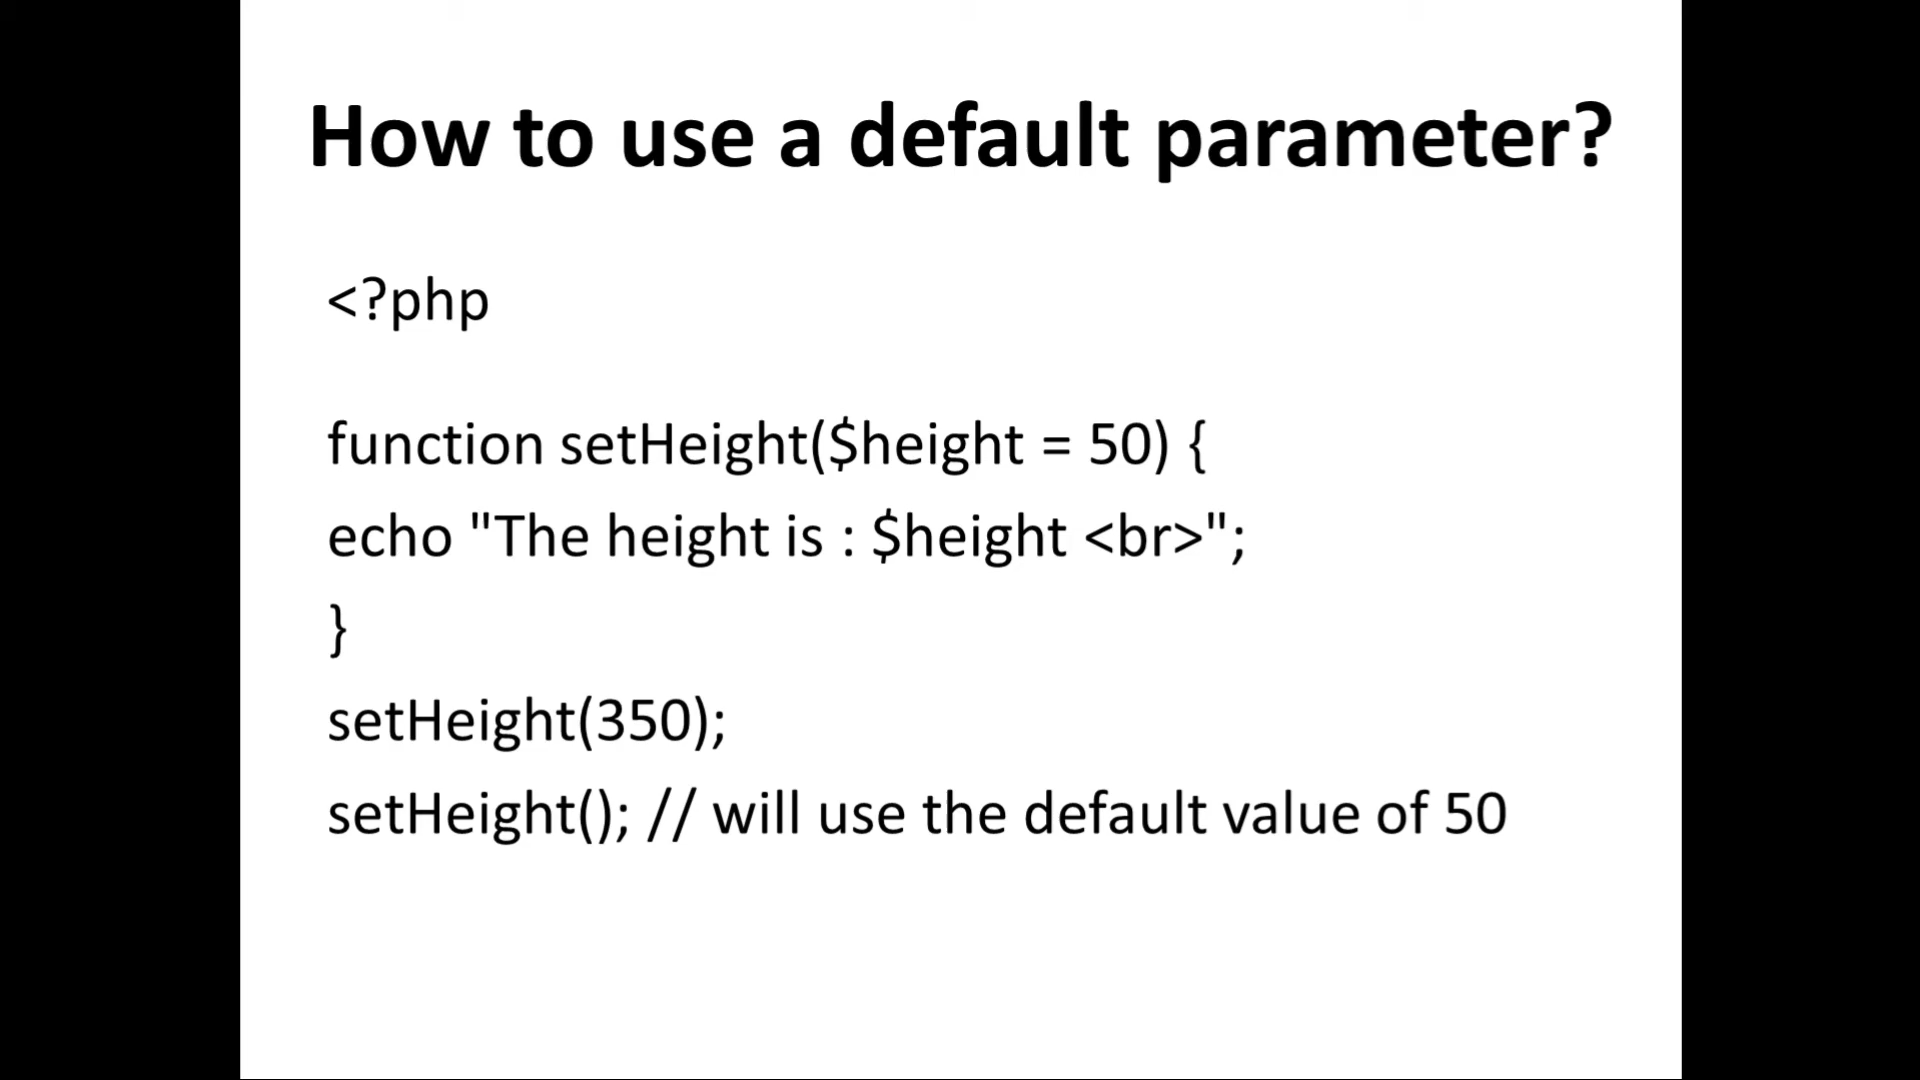 How to use a default parameter?
<?php
function setHeight($height = 50) {
echo "The height is : $height <br>";
}
setHeight(350);
setHeight(); // will use the default value of 50